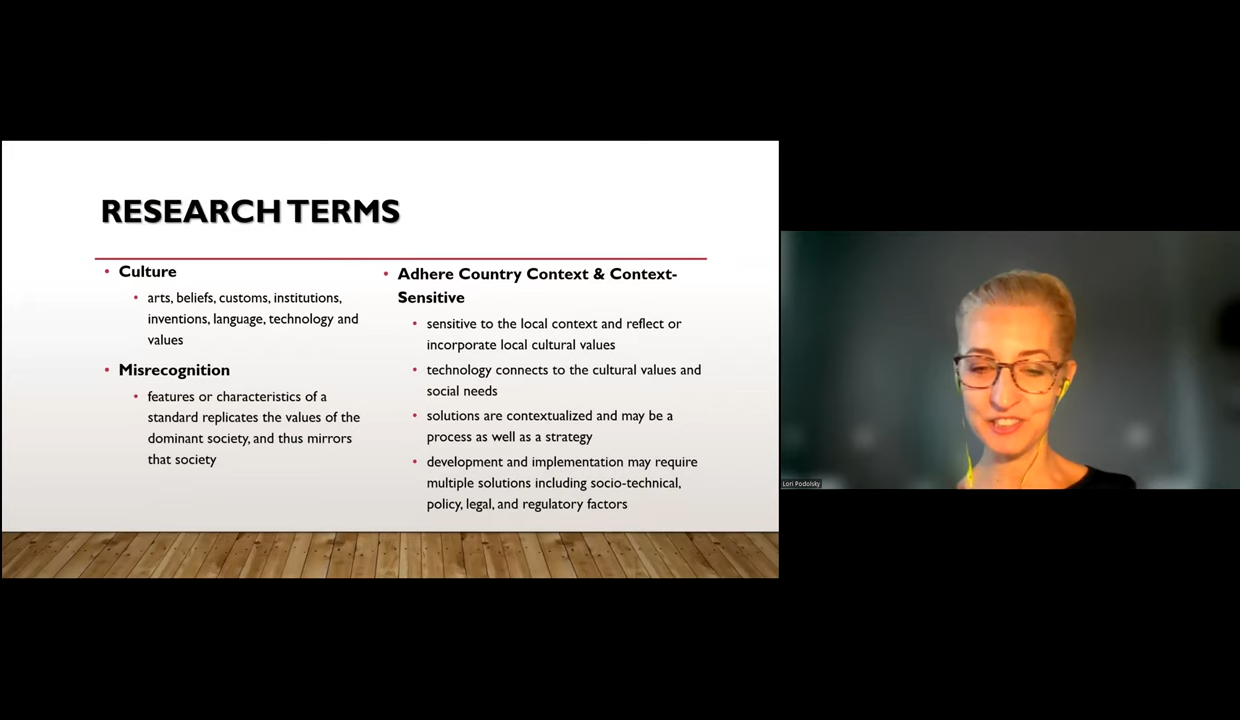 RESEARCH TERMS
• Culture
• arts, beliefs, customs, institutions,
inventions, language, technology and
values
• Misrecognition
• features or characteristics of a
standard replicates the values of the
dominant society, and thus mirrors
that society
• Adhere Country Context & Context-
Sensitive
• sensitive to the local context and reflect or
incorporate local cultural values
• technology connects to the cultural values and
social needs
• solutions are contextualized and may be a
process as well as a strategy
• development and implementation may require
multiple solutions including socio-technical,
policy, legal, and regulatory factors
Lori Podolsky